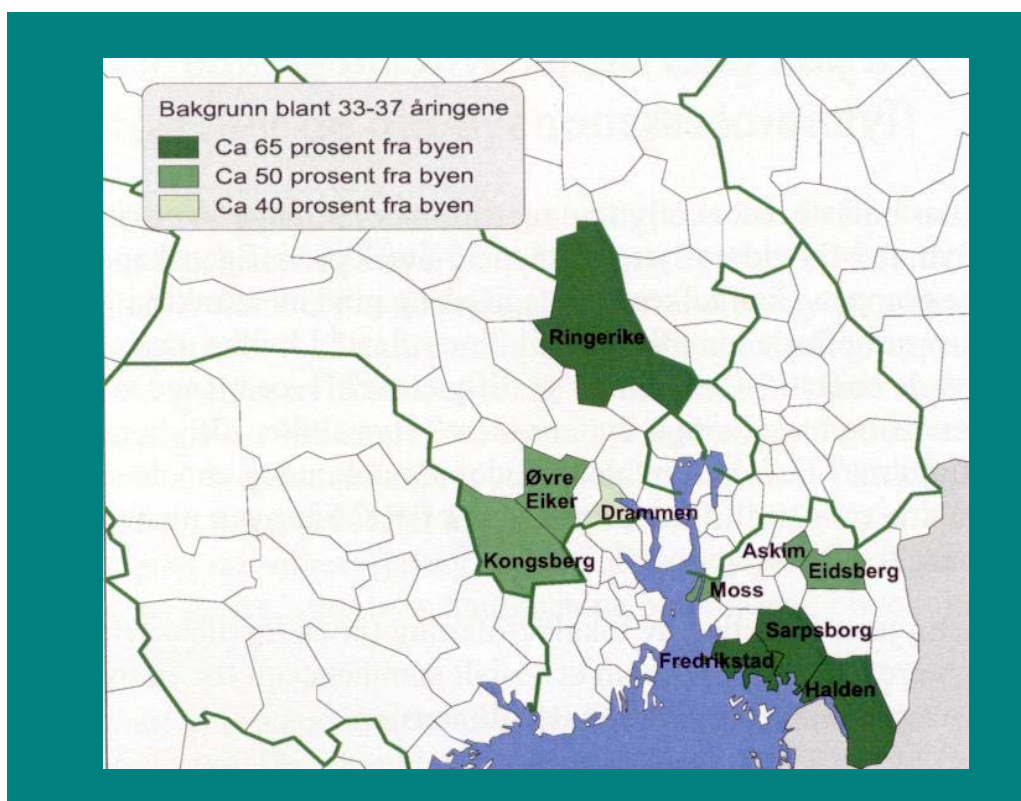 Bakgrunn blant 33-37 åringene
Ca 65 prosent fra byen
Ca 50 prosent fra byen
Ca 40 prosent fra byen
Ringerike
Øvre
Eiker
Drammen
Kongsberg
Askim
Eidsberg
Moss
Sarpsborg
Fredrikstad
Halden